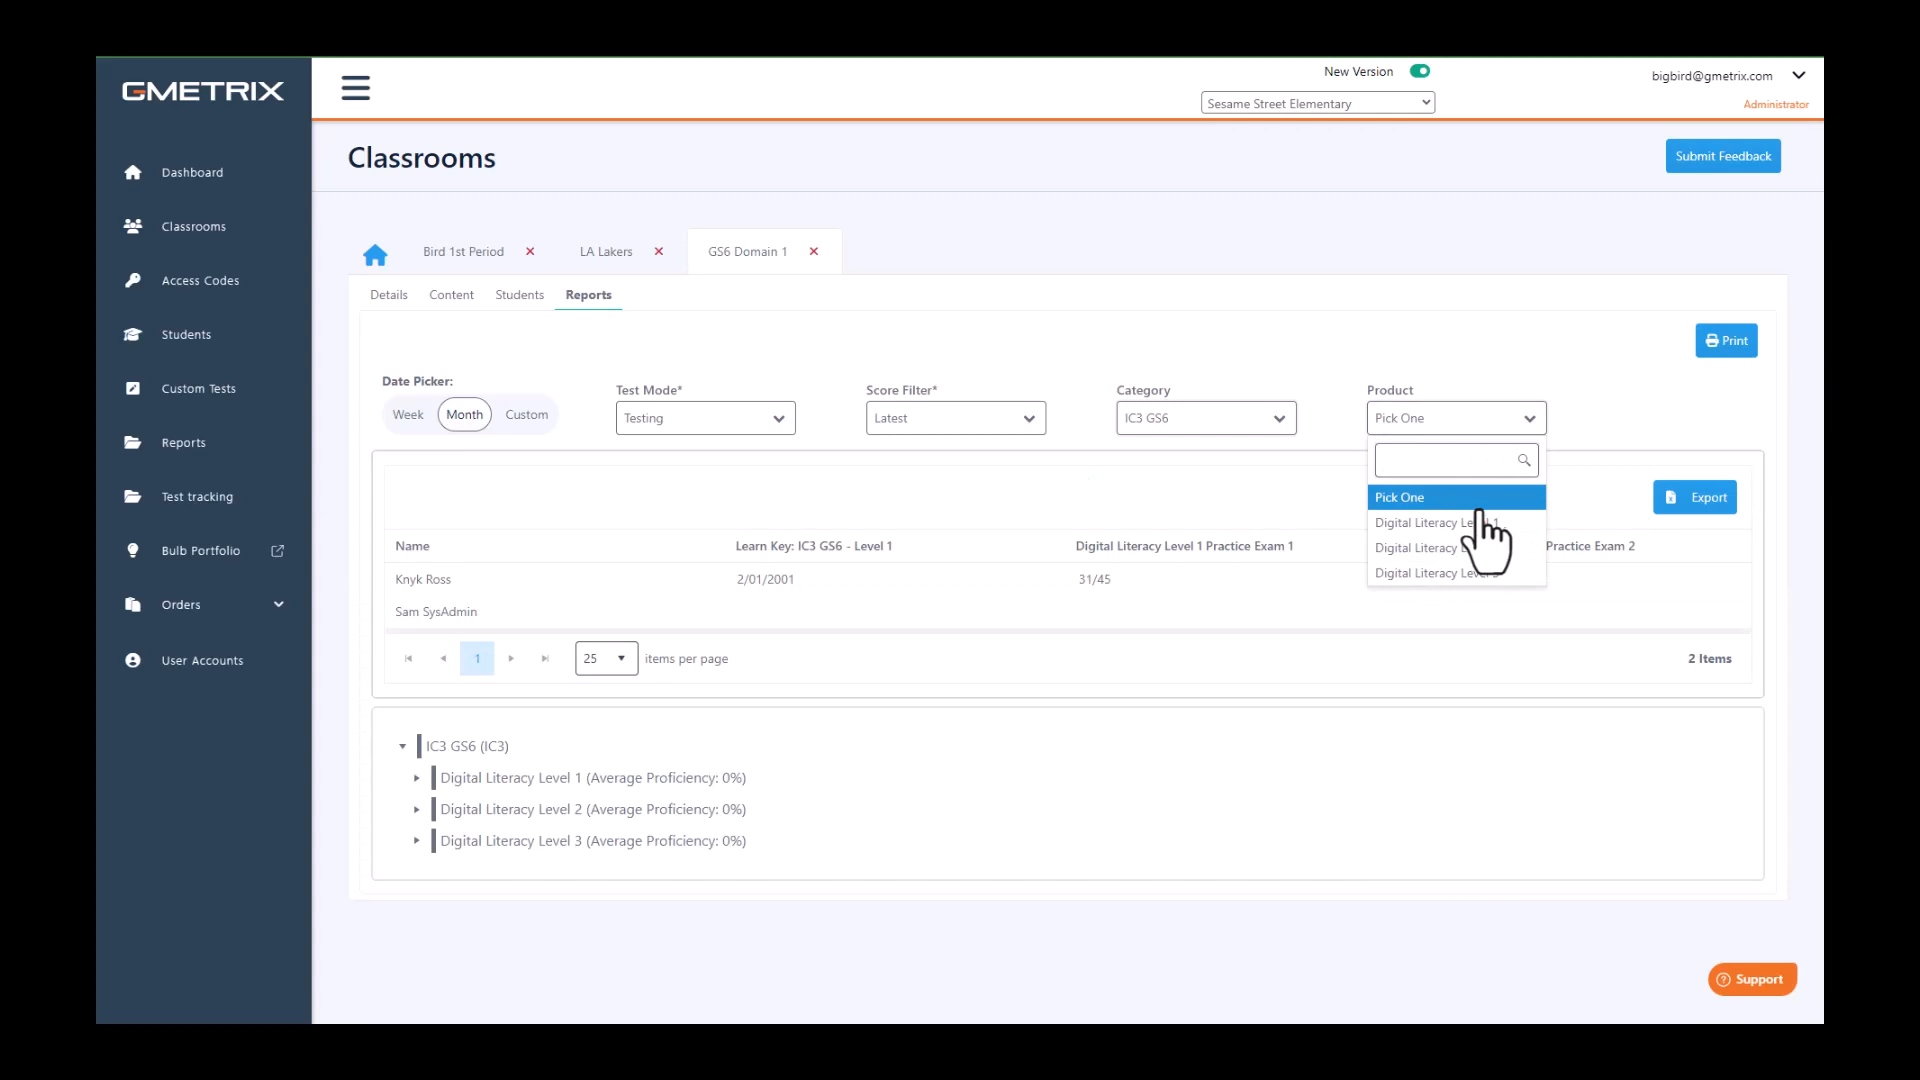 GMETRIX
New Version
bigbird@gmetrix.com
Sesame Street Elementary
Administrator
Classrooms
Submit Feedback
Dashboard
Classrooms
Access Codes
Students
Custom Tests
Reports
Test tracking
Bulb Portfolio
Orders
User Accounts
Bird 1st Period
LA Lakers
GS6 Domain 1
Details Content Students Reports
Print
Date Picker:
Week Month Custom
Test Mode*
Testing
Score Filter*
Latest
Category
IC3 GS6
Product
Pick One
Pick One
Digital Literacy
Digital Literacy
Digital Literacy
Export
Name Learn Key: IC3 GS6 - Level 1 Digital Literacy Level 1 Practice Exam 1 Practice Exam 2
Knyk Ross 2/01/2001 31/45
Sam SysAdmin
1 25 items per page 2 Items
IC3 GS6 (IC3)
Digital Literacy Level 1 (Average Proficiency: 0%)
Digital Literacy Level 2 (Average Proficiency: 0%)
Digital Literacy Level 3 (Average Proficiency: 0%)
Support